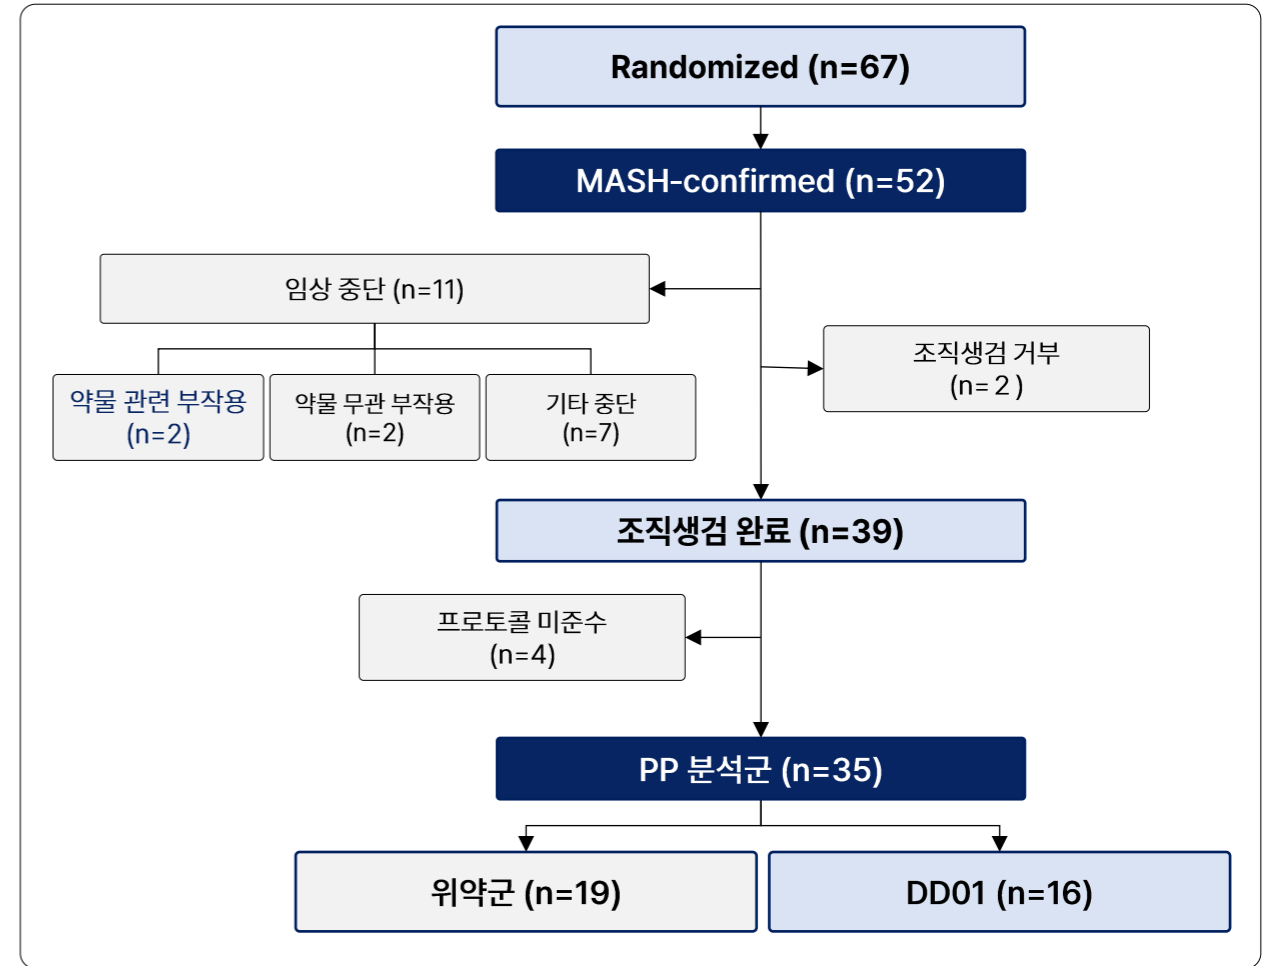 Randomized (n=67)
MASH-confirmed (n=52)
임상 중단 (n=11)
약물 관련 부작용
(n=2)
약물 무관 부작용
(n=2)
기타 중단
(n=7)
조직생검 거부
(n= 2 )
조직생검 완료 (n=39)
프로토콜 미준수
(n=4)
PP 분석군 (n=35)
위약군 (n=19)
DD01 (n=16)